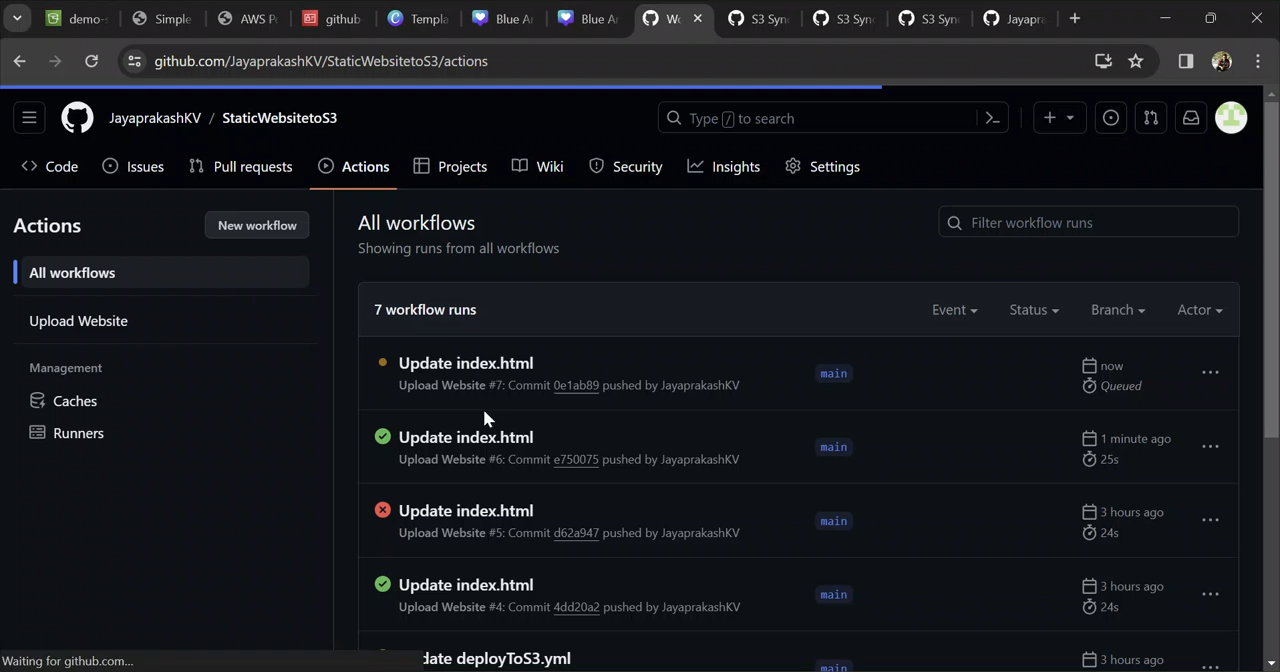 demo-
Simple
AWS P
github
Templa
Blue Ar
Blue Ar
Wo
S3 Syn
S3 Syn
S3 Syn
Jayapra
github.com/JayaprakashKV/StaticWebsitetoS3/actions
JayaprakashKV / StaticWebsitetoS3
Type / to search
Code
Issues
Pull requests
Actions
Projects
Wiki
Security
Insights
Settings
Actions
New workflow
All workflows
Upload Website
Management
Caches
Runners
All workflows
Showing runs from all workflows
Filter workflow runs
7 workflow runs
Event
Status
Branch
Actor
Update index.html
Upload Website #7: Commit 0e1ab89 pushed by JayaprakashKV
main
now
Queued
Update index.html
Upload Website #6: Commit e750075 pushed by JayaprakashKV
main
1 minute ago
25s
Update index.html
Upload Website #5: Commit d62a947 pushed by JayaprakashKV
main
3 hours ago
24s
Update index.html
Upload Website #4: Commit 4dd20a2 pushed by JayaprakashKV
main
3 hours ago
24s
date deployToS3.yml
main
3 hours ago
Waiting for github.com...